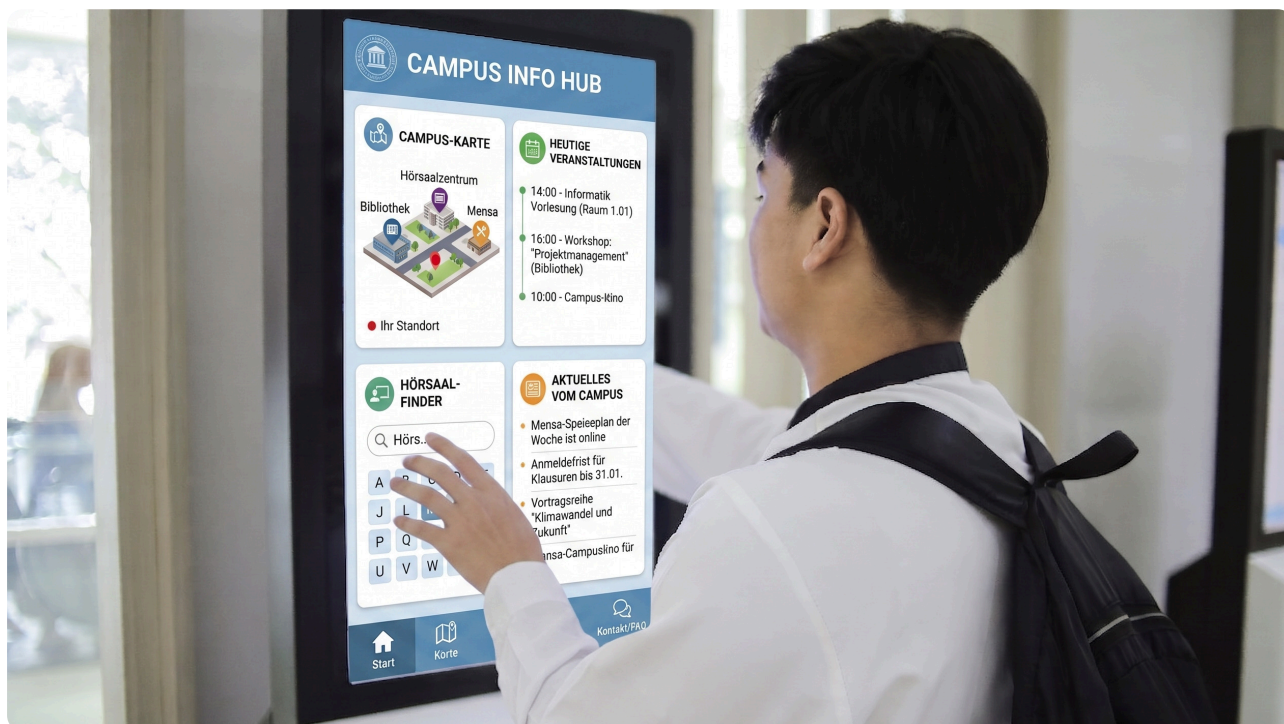 CAMPUS INFO HUB
CAMPUS-KARTE
Hörsaalzentrum
Bibliothek
Mensa
Ihr Standort
HEUTIGE
VERANSTALTUNGEN
14:00 - Informatik
Vorlesung (Raum 1.01)
16:00 - Workshop:
"Projektmanagement"
(Bibliothek)
10:00 - Campus-Kino
HÖRSAAL-
FINDER
Hörs..
A
J L
P Q
U V W
AKTUELLES
VOM CAMPUS
Mensa-Speieeplan der
Woche ist online
Anmeldefrist für
Klausuren bis 31.01.
Vortragsreihe
"Klimawandel und
Zukunft"
für
Start
Korte
Kontakt/FAQ